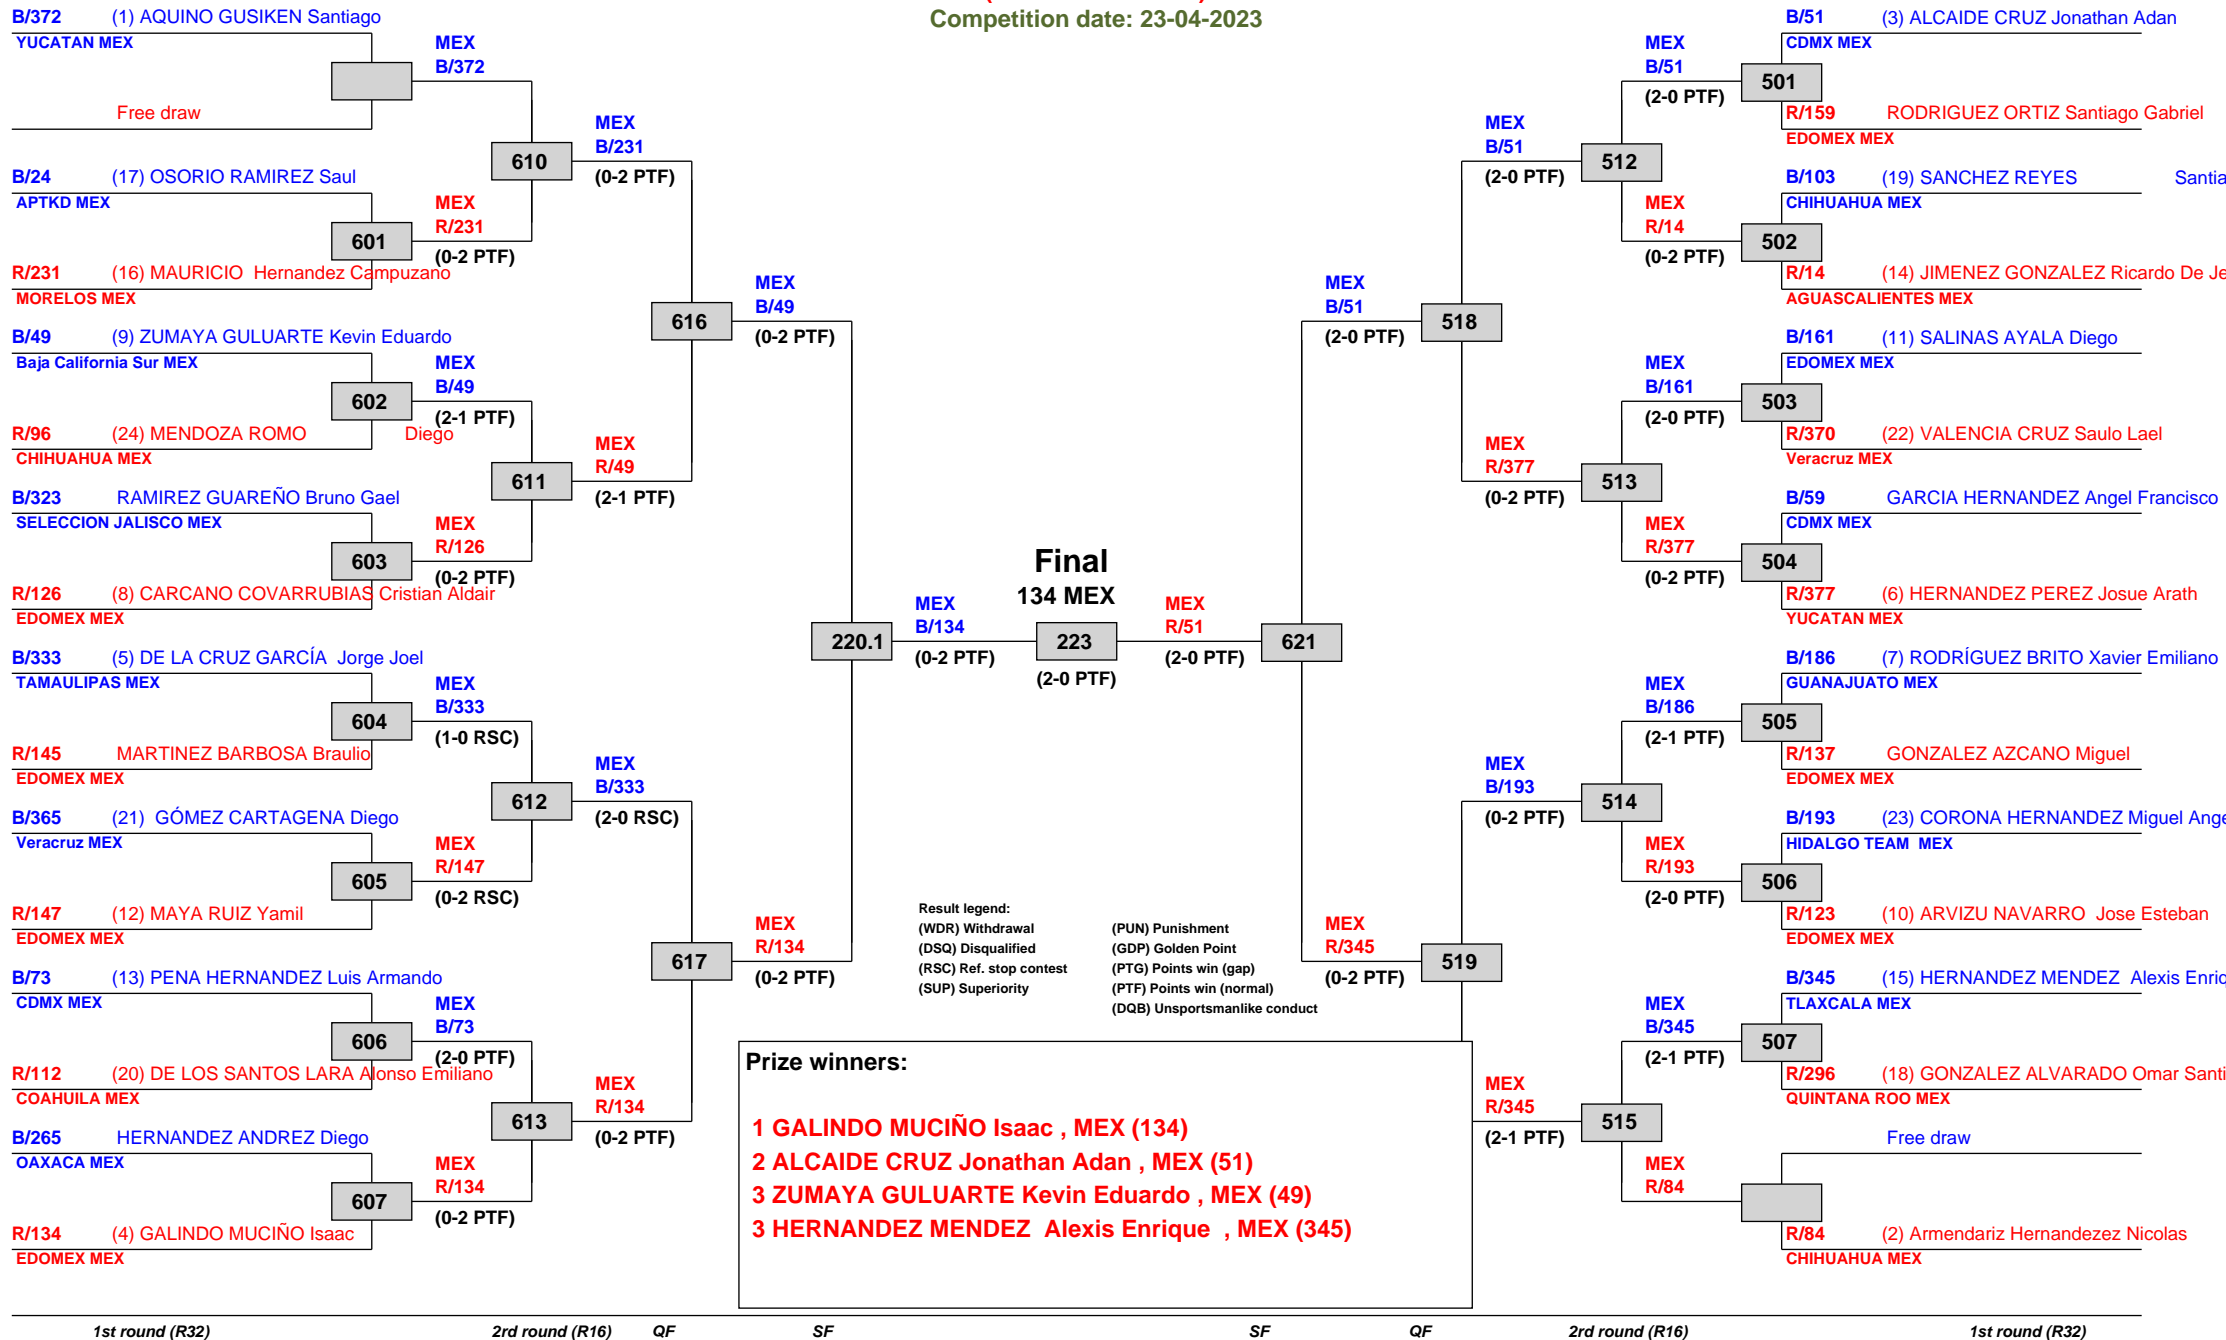 Competition date: 23-04-2023
B/372 (1) AQUINO GUSIKEN Santiago
YUCATAN MEX
Free draw
B/24 (17) OSORIO RAMIREZ Saul
APTKD MEX
601
R/231 (16) MAURICIO Hernandez Campuzano
MORELOS MEX
B/49 (9) ZUMAYA GULUARTE Kevin Eduardo
Baja California Sur MEX
602
R/96 (24) MENDOZA ROMO Diego
CHIHUAHUA MEX
B/323 RAMIREZ GUAREÑO Bruno Gael
SELECCION JALISCO MEX
603
R/126 (8) CARCANO COVARRUBIAS Cristian Aldair
EDOMEX MEX
B/333 (5) DE LA CRUZ GARCÍA Jorge Joel
TAMAULIPAS MEX
604
R/145 MARTINEZ BARBOSA Braulio
EDOMEX MEX
B/365 (21) GÓMEZ CARTAGENA Diego
Veracruz MEX
605
R/147 (12) MAYA RUIZ Yamil
EDOMEX MEX
B/73 (13) PENA HERNANDEZ Luis Armando
CDMX MEX
606
R/112 (20) DE LOS SANTOS LARA Alonso Emiliano
COAHUILA MEX
B/265 HERNANDEZ ANDREZ Diego
OAXACA MEX
607
R/134 (4) GALINDO MUCIÑO Isaac
EDOMEX MEX
MEX
B/372
610
MEX
R/231
(0-2 PTF)
MEX
B/49
(2-1 PTF)
611
MEX
R/126
(0-2 PTF)
MEX
B/333
(1-0 RSC)
612
MEX
R/147
(0-2 RSC)
MEX
B/73
(2-0 PTF)
613
MEX
R/134
(0-2 PTF)
MEX
B/231
(0-2 PTF)
616
MEX
R/49
(2-1 PTF)
MEX
B/333
(2-0 RSC)
617
MEX
R/134
(0-2 PTF)
MEX
B/49
(0-2 PTF)
220.1
MEX
R/134
(0-2 PTF)
MEX
B/134
(0-2 PTF)
Final
134 MEX
223
(2-0 PTF)
MEX
R/51
(2-0 PTF)
621
MEX
B/51
(2-0 PTF)
518
MEX
R/345
(0-2 PTF)
519
MEX
B/51
(2-0 PTF)
512
MEX
R/377
(0-2 PTF)
513
MEX
B/193
(0-2 PTF)
514
MEX
R/345
(2-1 PTF)
515
MEX
B/51
(2-0 PTF)
MEX
R/14
(0-2 PTF)
MEX
B/161
(2-0 PTF)
MEX
R/377
(0-2 PTF)
MEX
B/186
(2-1 PTF)
MEX
R/193
(2-0 PTF)
MEX
B/345
(2-1 PTF)
MEX
R/84
B/51 (3) ALCAIDE CRUZ Jonathan Adan
CDMX MEX
501
R/159 RODRIGUEZ ORTIZ Santiago Gabriel
EDOMEX MEX
B/103 (19) SANCHEZ REYES Santia
CHIHUAHUA MEX
502
R/14 (14) JIMENEZ GONZALEZ Ricardo De Je
AGUASCALIENTES MEX
B/161 (11) SALINAS AYALA Diego
EDOMEX MEX
503
R/370 (22) VALENCIA CRUZ Saulo Lael
Veracruz MEX
B/59 GARCIA HERNANDEZ Angel Francisco
CDMX MEX
504
R/377 (6) HERNANDEZ PEREZ Josue Arath
YUCATAN MEX
B/186 (7) RODRÍGUEZ BRITO Xavier Emiliano
GUANAJUATO MEX
505
R/137 GONZALEZ AZCANO Miguel
EDOMEX MEX
B/193 (23) CORONA HERNANDEZ Miguel Ange
HIDALGO TEAM MEX
506
R/123 (10) ARVIZU NAVARRO Jose Esteban
EDOMEX MEX
B/345 (15) HERNANDEZ MENDEZ Alexis Enriq
TLAXCALA MEX
507
R/296 (18) GONZALEZ ALVARADO Omar Santi
QUINTANA ROO MEX
Free draw
R/84 (2) Armendariz Hernandezez Nicolas
CHIHUAHUA MEX
Result legend:
(WDR) Withdrawal (PUN) Punishment
(DSQ) Disqualified (GDP) Golden Point
(RSC) Ref. stop contest (PTG) Points win (gap)
(SUP) Superiority (PTF) Points win (normal)
(DQB) Unsportsmanlike conduct
Prize winners:
1 GALINDO MUCIÑO Isaac , MEX (134)
2 ALCAIDE CRUZ Jonathan Adan , MEX (51)
3 ZUMAYA GULUARTE Kevin Eduardo , MEX (49)
3 HERNANDEZ MENDEZ Alexis Enrique , MEX (345)
1st round (R32) 2rd round (R16) QF SF SF QF 2rd round (R16) 1st round (R32)